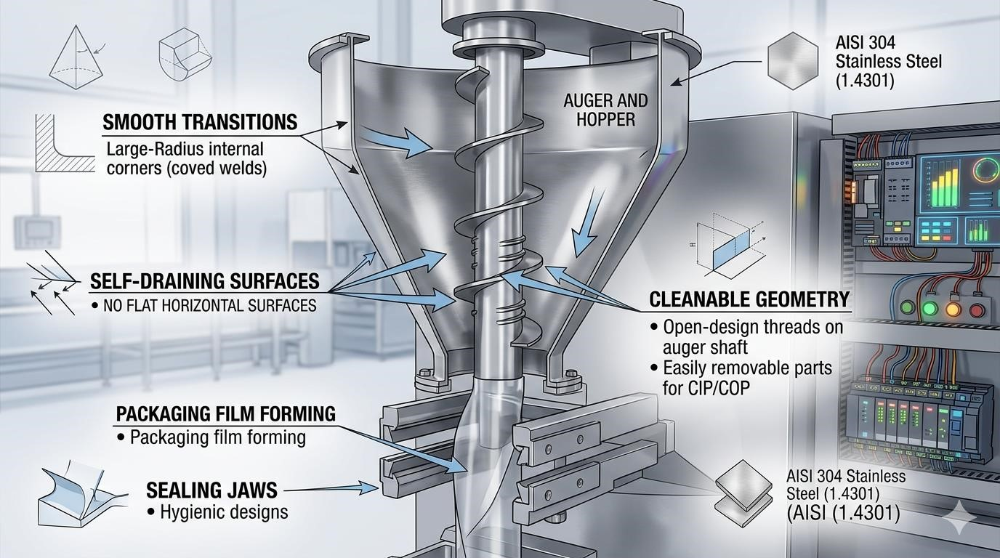 AISI 304
Stainless Steel
(1.4301)
AUGER AND
HOPPER
SMOOTH TRANSITIONS
Large-Radius internal
corners (coved welds)
SELF-DRAINING SURFACES
• NO FLAT HORIZONTAL SURFACES
H
CLEANABLE GEOMETRY
• Open-design threads on
auger shaft
• Easily removable parts
for CIP/COP
PACKAGING FILM FORMING
• Packaging film forming
SEALING JAWS
• Hygienic designs
AISI 304 Stainless
Steel (1.4301)
(AISI (1.4301)